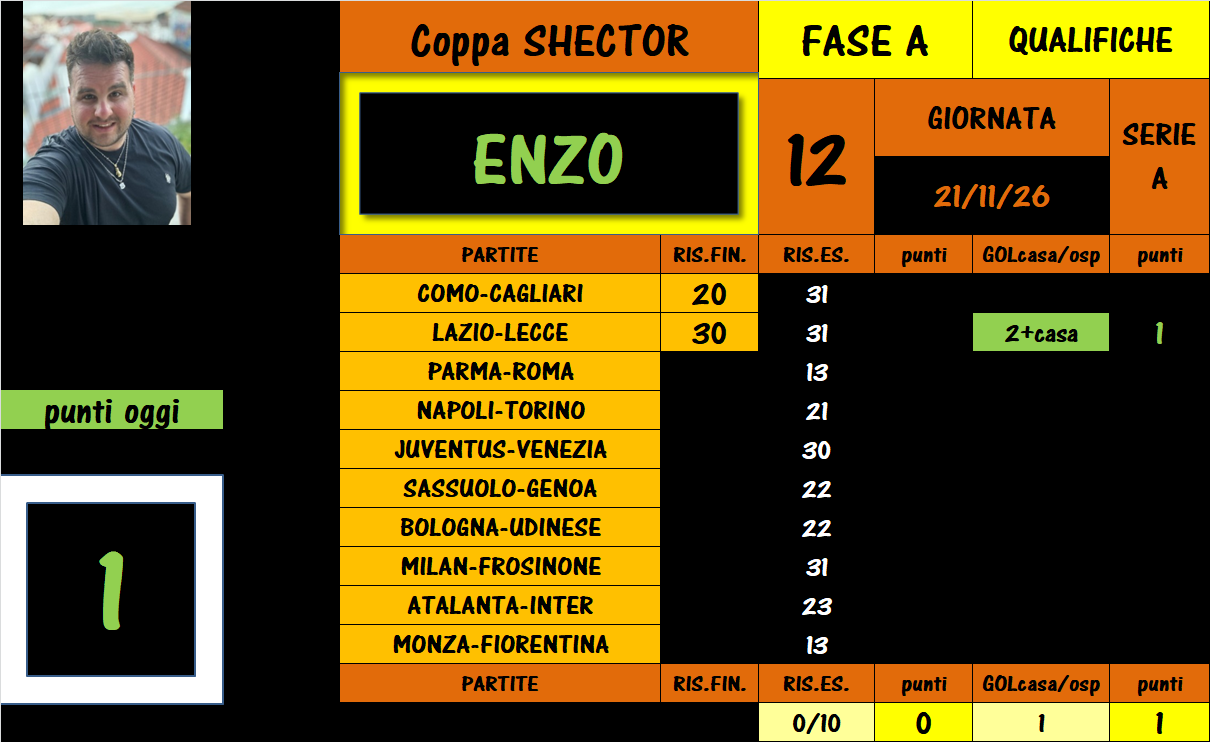 Coppa SHECTOR FASE A QUALIFICHE
ENZO 12 GIORNATA SERIE A
21/11/26
PARTITE RIS.FIN. RIS.ES. punti GOLcasa/osp punti
COMO-CAGLIARI 20 31
LAZIO-LECCE 30 31 2+casa 1
PARMA-ROMA 13
NAPOLI-TORINO 21
punti oggi
JUVENTUS-VENEZIA 30
SASSUOLO-GENOA 22
BOLOGNA-UDINESE 22
MILAN-FROSINONE 31
1
ATALANTA-INTER 23
MONZA-FIORENTINA 13
PARTITE RIS.FIN. RIS.ES. punti GOLcasa/osp punti
0/10 0 1 1